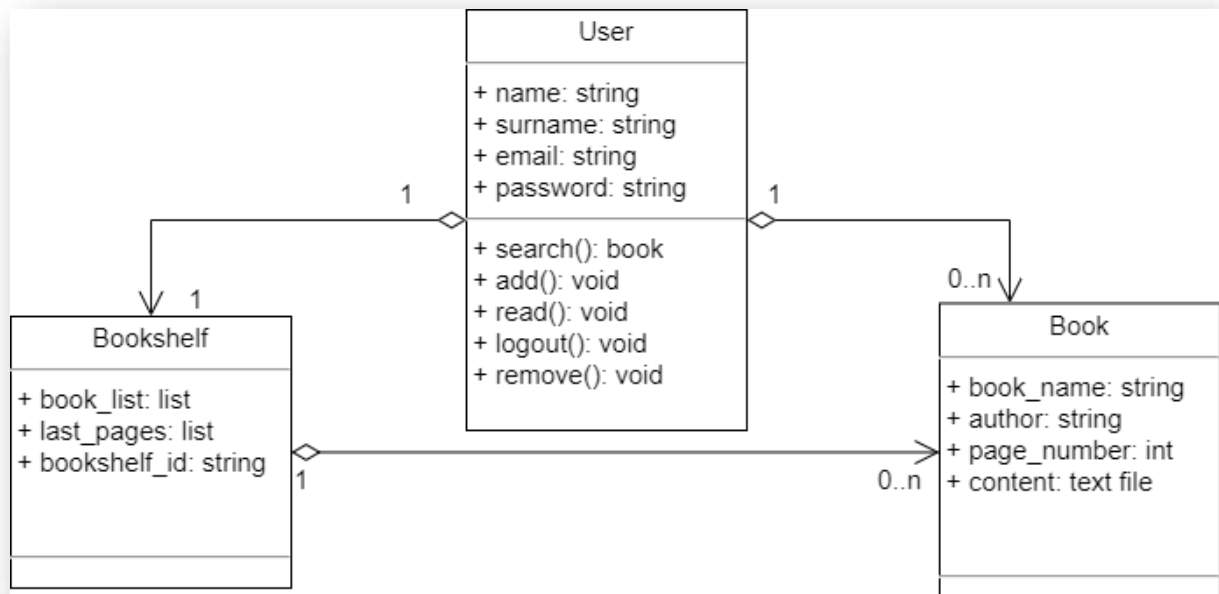 User
+ name: string
+ surname: string
+ email: string
+ password: string
+ search(): book
+ add(): void
+ read(): void
+ logout(): void
+ remove(): void
1
1
1
0..n
Bookshelf
+ book_list: list
+ last_pages: list
+ bookshelf_id: string
1
0..n
Book
+ book_name: string
+ author: string
+ page_number: int
+ content: text file